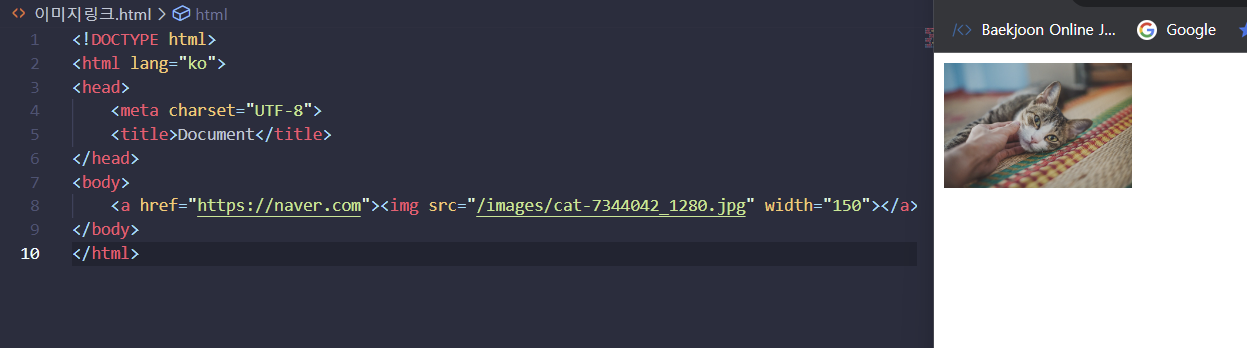 이미지링크.html > html
1 <!DOCTYPE html>
2 <html lang="ko">
3 <head>
4     <meta charset="UTF-8">
5     <title>Document</title>
6 </head>
7 <body>
8     <a href="https://naver.com"><img src="/images/cat-7344042_1280.jpg" width="150"></a>
9 </body>
10 </html>
Baekjoon Online J... Google